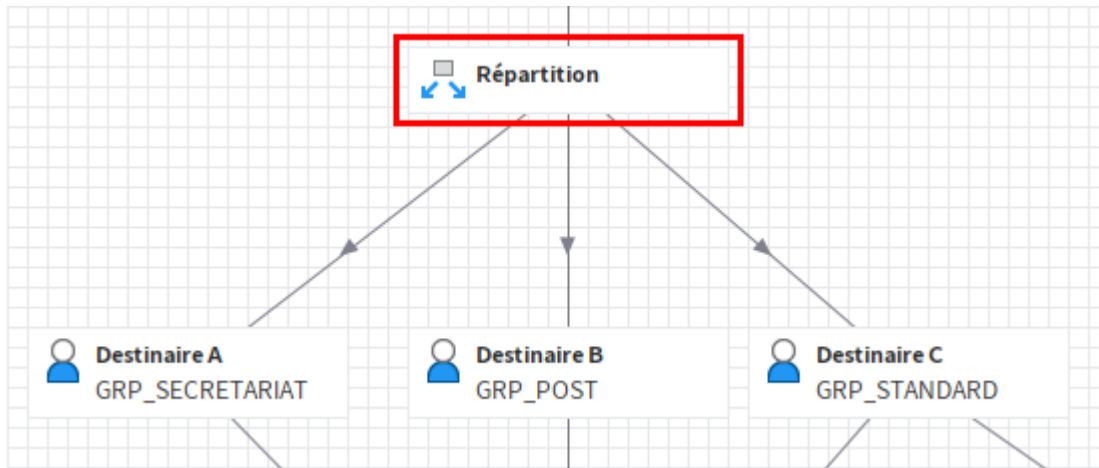 Répartition
Destinaire A
GRP_SECRETARIAT
Destinaire B
GRP_POST
Destinaire C
GRP_STANDARD